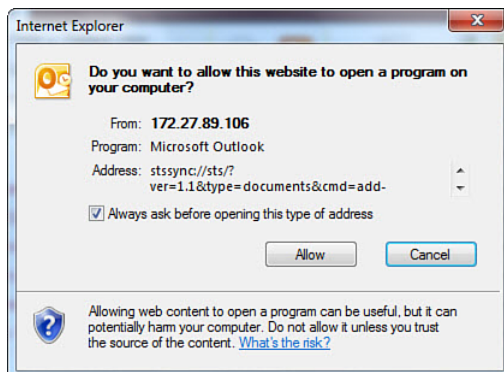 Internet Explorer
Do you want to allow this website to open a program on
your computer?
From: 172.27.89.106
Program: Microsoft Outlook
Address: stssync://sts/?
ver=1.1&type=documents&cmd=add-
Always ask before opening this type of address
Allow Cancel
Allowing web content to open a program can be useful, but it can
potentially harm your computer. Do not allow it unless you trust
the source of the content. What's the risk?